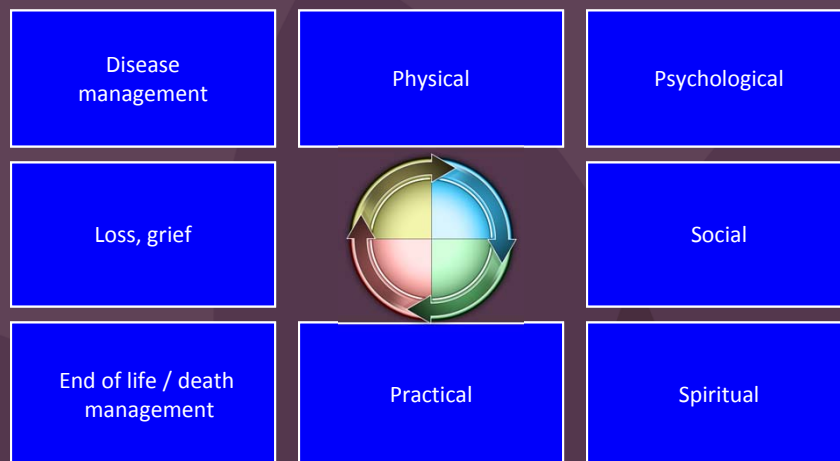 Disease
management
Physical
Psychological
Loss, grief
Social
End of life / death
management
Practical
Spiritual